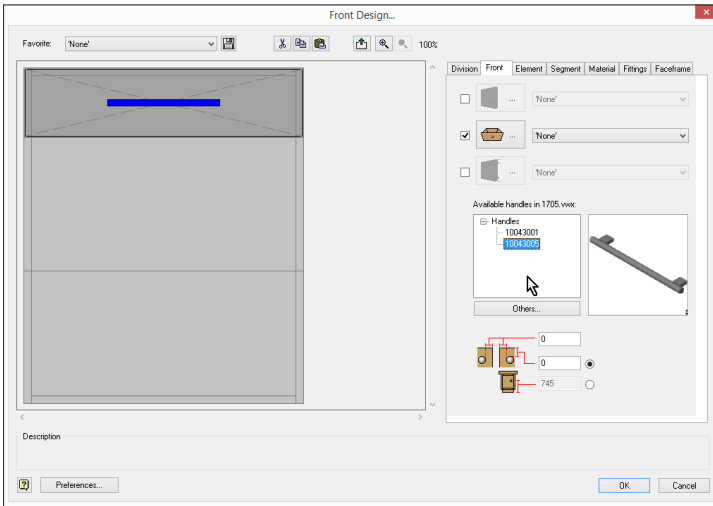 Front Design...
Favorite: 'None' 100%
Division Front Element Segment Material Fittings Faceframe
... 'None'
... 'None'
... 'None'
Available handles in 1705.vwx:
Handles
10043001
10043005
Others...
0
0
745
Description
Preferences... OK Cancel